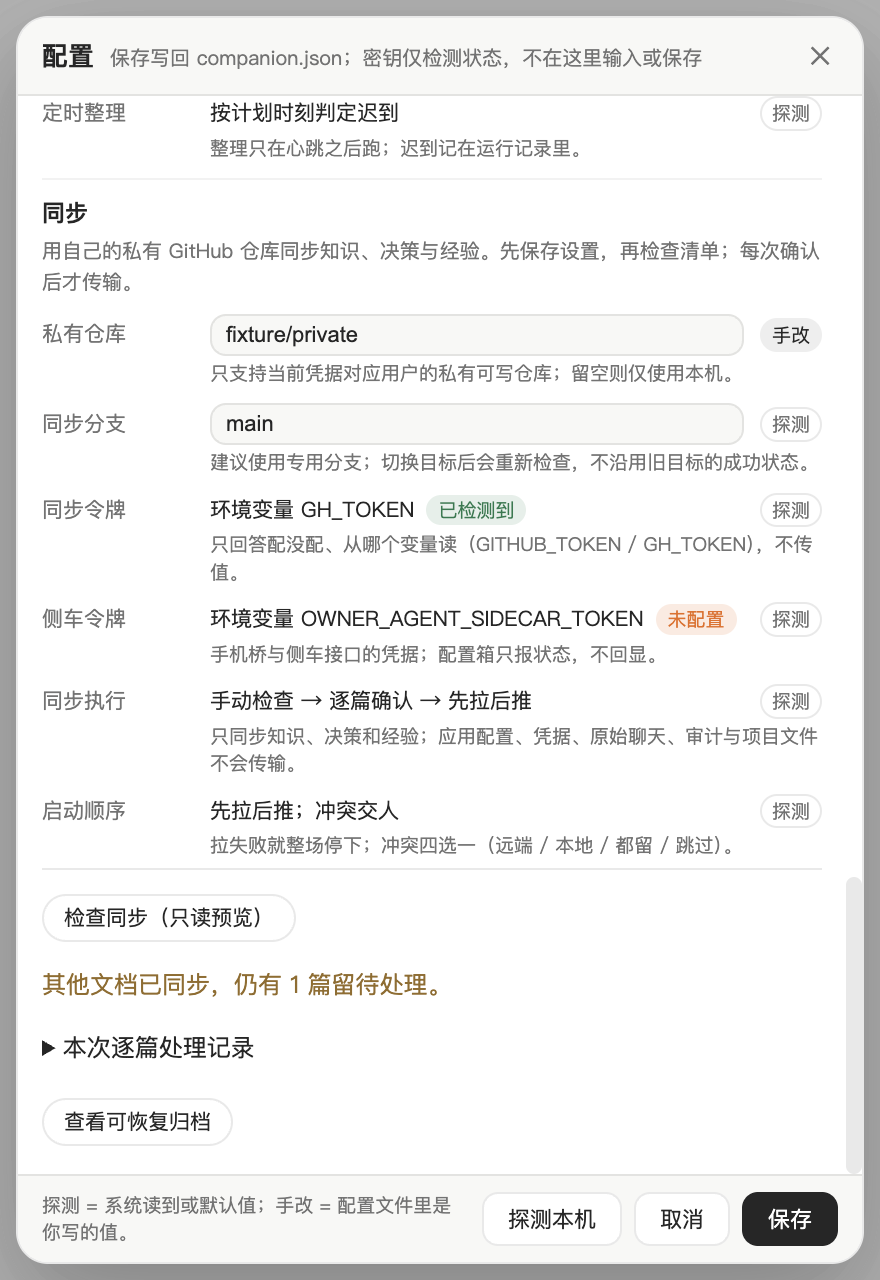 配置 保存写回 companion.json；密钥仅检测状态，不在这里输入或保存
定时整理 按计划时刻判定迟到 探测
整理只在心跳之后跑；迟到记在运行记录里。
同步
用自己的私有 GitHub 仓库同步知识、决策与经验。先保存设置，再检查清单；每次确认
后才传输。
私有仓库 fixture/private 手改
只支持当前凭据对应用户的私有可写仓库；留空则仅使用本机。
同步分支 main 探测
建议使用专用分支；切换目标后会重新检查，不沿用旧目标的成功状态。
同步令牌 环境变量 GH_TOKEN 已检测到 探测
只回答配没配、从哪个变量读（GITHUB_TOKEN / GH_TOKEN），不传
值。
侧车令牌 环境变量 OWNER_AGENT_SIDECAR_TOKEN 未配置 探测
手机桥与侧车接口的凭据；配置箱只报状态，不回显。
同步执行 手动检查 → 逐篇确认 → 先拉后推 探测
只同步知识、决策和经验；应用配置、凭据、原始聊天、审计与项目文件
不会传输。
启动顺序 先拉后推；冲突交人 探测
拉失败就整场停下；冲突四选一（远端 / 本地 / 都留 / 跳过）。
检查同步（只读预览）
其他文档已同步，仍有 1 篇留待处理。
▶ 本次逐篇处理记录
查看可恢复归档
探测 = 系统读到或默认值；手改 = 配置文件里是
你写的值。
探测本机 取消 保存